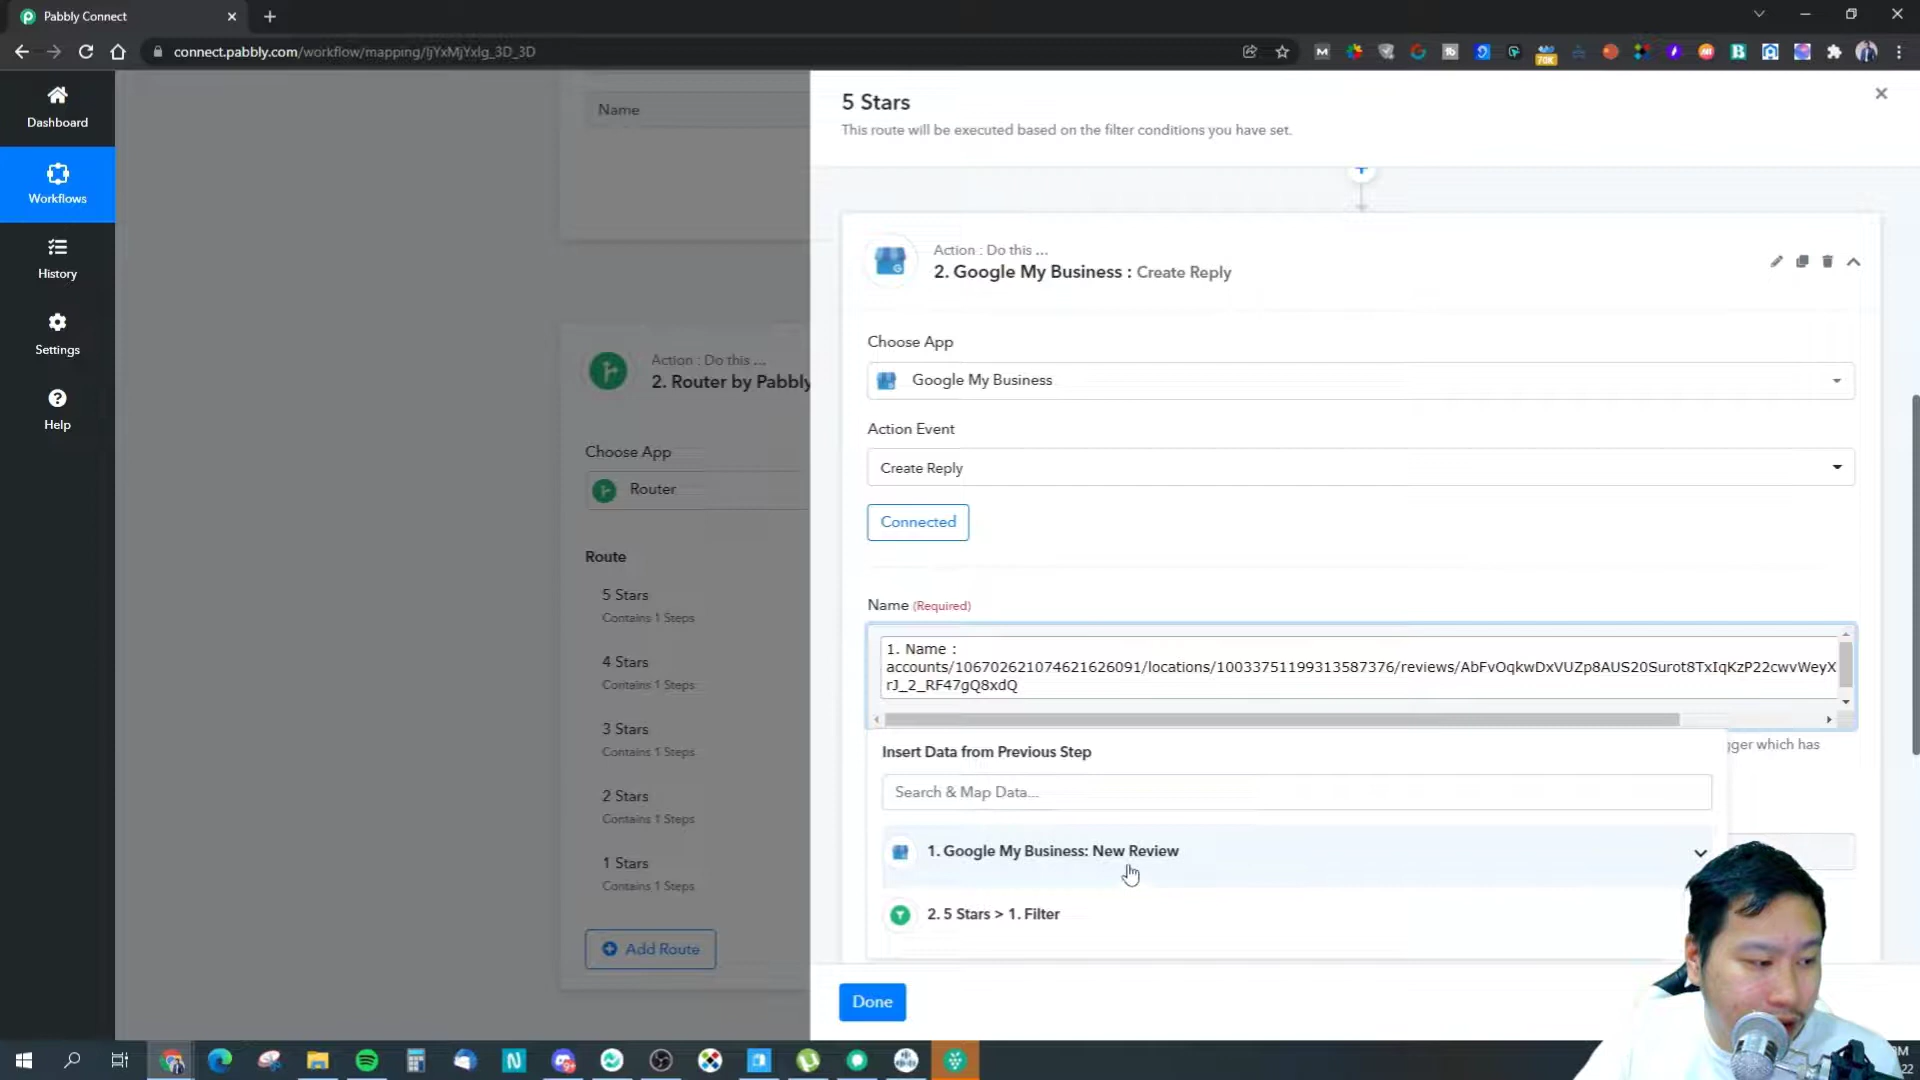 Pabbly Connect
connect.pabbly.com/workflow/mapping/IjYxMjYxIg_3D_3D
70K
Dashboard
Workflows
History
Settings
Help
Name
Action : Do this ...
2. Router by Pabbly
Choose App
Router
Route
5 Stars
Contains 1 Steps
4 Stars
Contains 1 Steps
3 Stars
Contains 1 Steps
2 Stars
Contains 1 Steps
1 Stars
Contains 1 Steps
Add Route
5 Stars
This route will be executed based on the filter conditions you have set.
Action : Do this ...
2. Google My Business : Create Reply
Choose App
Google My Business
Action Event
Create Reply
Connected
Name (Required)
1. Name :
accounts/106702621074621626091/locations/10033751199313587376/reviews/AbFvOqkwDxVUZp8AUS20Surot8TxIqKzP22cwvWeyX
rJ_2_RF47gQ8xdQ
gger which has
Insert Data from Previous Step
Search & Map Data...
1. Google My Business: New Review
2. 5 Stars > 1. Filter
Done